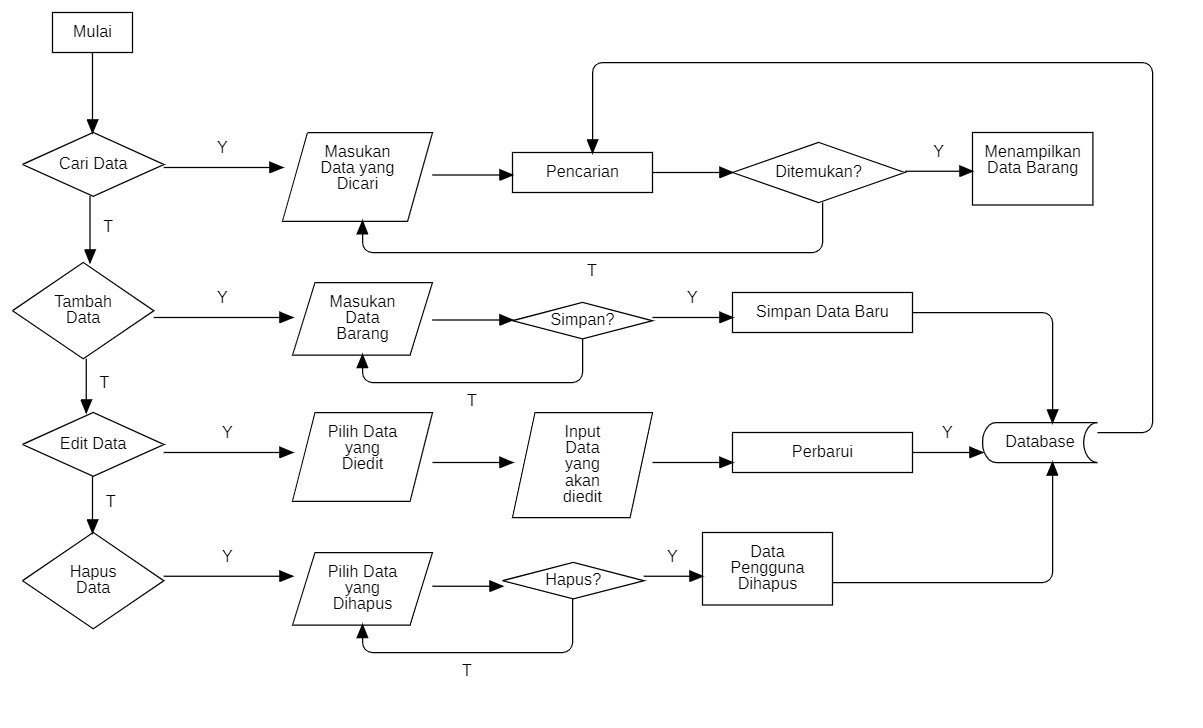 Mulai
Cari Data
Y
Masukan
Data yang
Dicari
Pencarian
Ditemukan?
Y
Menampilkan
Data Barang
T
T
Tambah
Data
Y
Masukan
Data
Barang
Simpan?
Y
Simpan Data Baru
T
T
Edit Data
Y
Pilih Data
yang
Diedit
Input
Data
yang
akan
diedit
Perbarui
Y
Database
T
Hapus
Data
Y
Pilih Data
yang
Dihapus
Hapus?
Y
Data
Pengguna
Dihapus
T